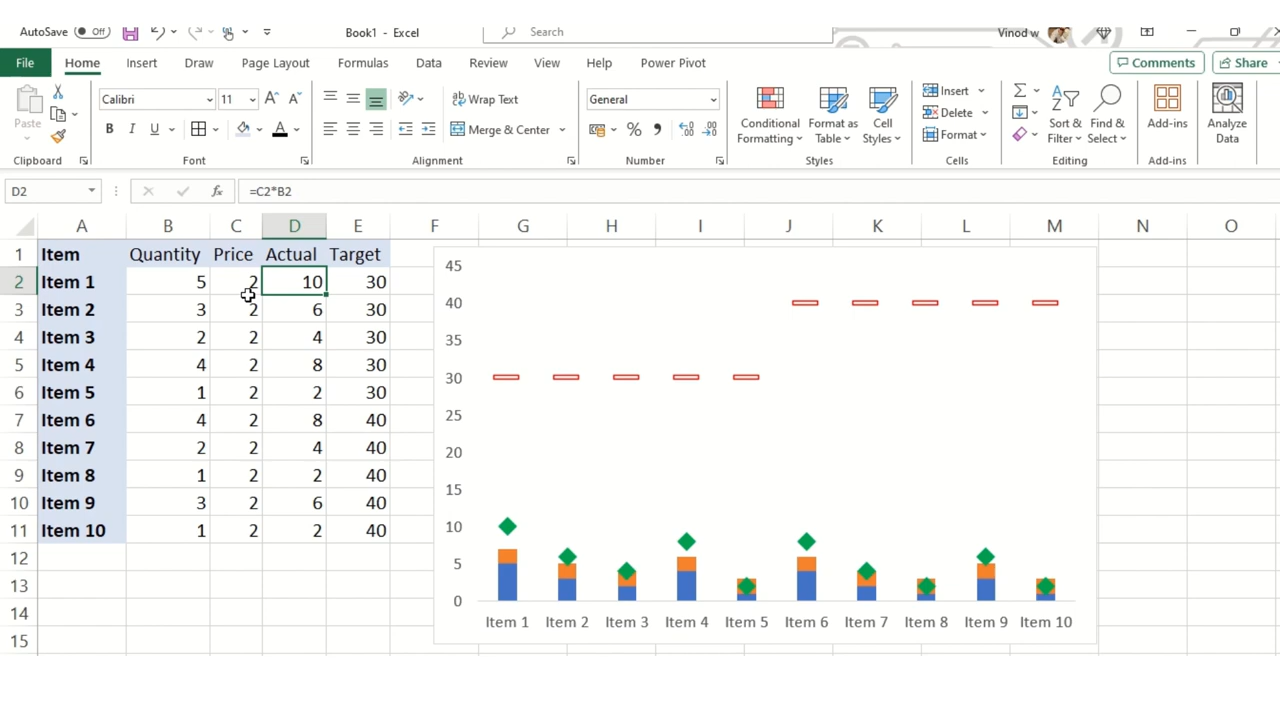 AutoSave Off Book1 - Excel Search Vinod w
File Home Insert Draw Page Layout Formulas Data Review View Help Power Pivot Comments Share
Paste Calibri 11 Wrap Text Merge & Center General Conditional Formatting Format as Table Cell Styles Insert Delete Format Sort & Filter Find & Select Add-ins Analyze Data
Clipboard Font Alignment Number Styles Cells Editing Add-ins
D2 fx =C2*B2
A B C D E F G H I J K L M N O
1 Item Quantity Price Actual Target
2 Item 1 5 2 10 30
3 Item 2 3 2 6 30
4 Item 3 2 2 4 30
5 Item 4 4 2 8 30
6 Item 5 1 2 2 30
7 Item 6 4 2 8 40
8 Item 7 2 2 4 40
9 Item 8 1 2 2 40
10 Item 9 3 2 6 40
11 Item 10 1 2 2 40
12
13
14
15
45
40
35
30
25
20
15
10
5
0
Item 1 Item 2 Item 3 Item 4 Item 5 Item 6 Item 7 Item 8 Item 9 Item 10